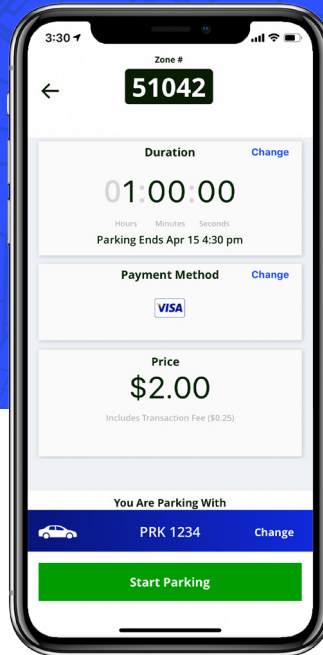 3:30
Zone #
51042
Duration
Change
01:00:00
Hours Minutes Seconds
Parking Ends Apr 15 4:30 pm
Payment Method
Change
VISA
Price
$2.00
Includes Transaction Fee ($0.25)
You Are Parking With
PRK 1234
Change
Start Parking